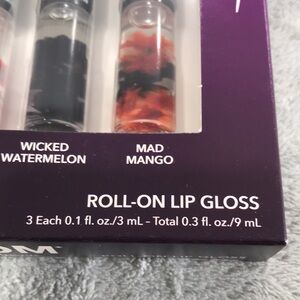 WICKED
WATERMELON
MAD
MANGO
ROLL-ON LIP GLOSS
3 Each 0.1 fl. oz./3 mL – Total 0.3 fl. oz./9 mL